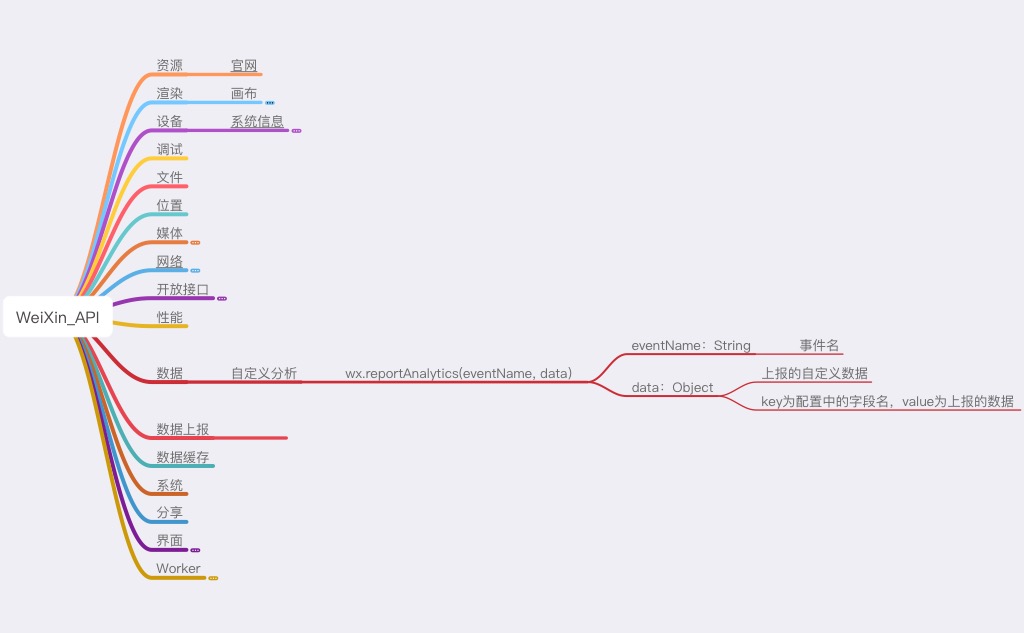 资源
官网
渲染
画布
设备
系统信息
调试
文件
位置
媒体
网络
开放接口
WeiXin_API
性能
eventName：String
事件名
数据
自定义分析
wx.reportAnalytics(eventName, data)
上报的自定义数据
data：Object
key为配置中的字段名，value为上报的数据
数据上报
数据缓存
系统
分享
界面
Worker